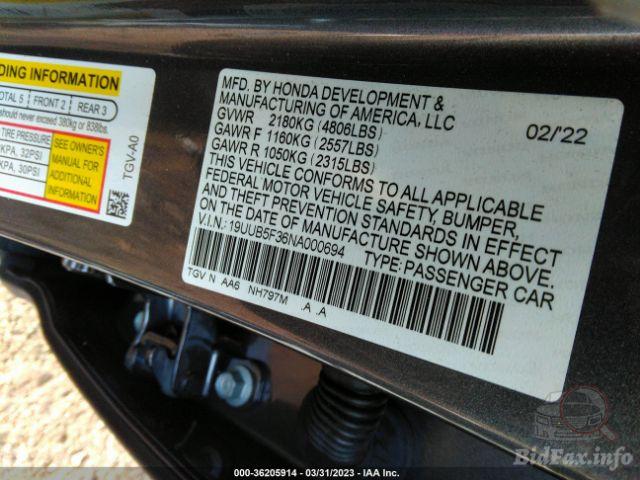 DING INFORMATION
OTAL 5 FRONT 2 REAR 3
should never exceed 380kg or 838lbs.
TIRE PRESSURE
KPA, 32PSI
KPA, 30PSI
SEE OWNER'S
MANUAL FOR
ADDITIONAL
INFORMATION
TGV-A0
MFD. BY HONDA DEVELOPMENT &
MANUFACTURING OF AMERICA, LLC
GVWR 2180KG (4806LBS) 02/'22
GAWR F 1160KG (2557LBS)
GAWR R 1050KG (2315LBS)
THIS VEHICLE CONFORMS TO ALL APPLICABLE
FEDERAL MOTOR VEHICLE SAFETY, BUMPER,
AND THEFT PREVENTION STANDARDS IN EFFECT
ON THE DATE OF MANUFACTURE SHOWN ABOVE.
V.I.N.: 19UUB5F36NA000694 TYPE: PASSENGER CAR
TGV N AA6 NH797M .A .A
BidFax.info
000-36205914 - 03/31/2023 - IAA Inc.